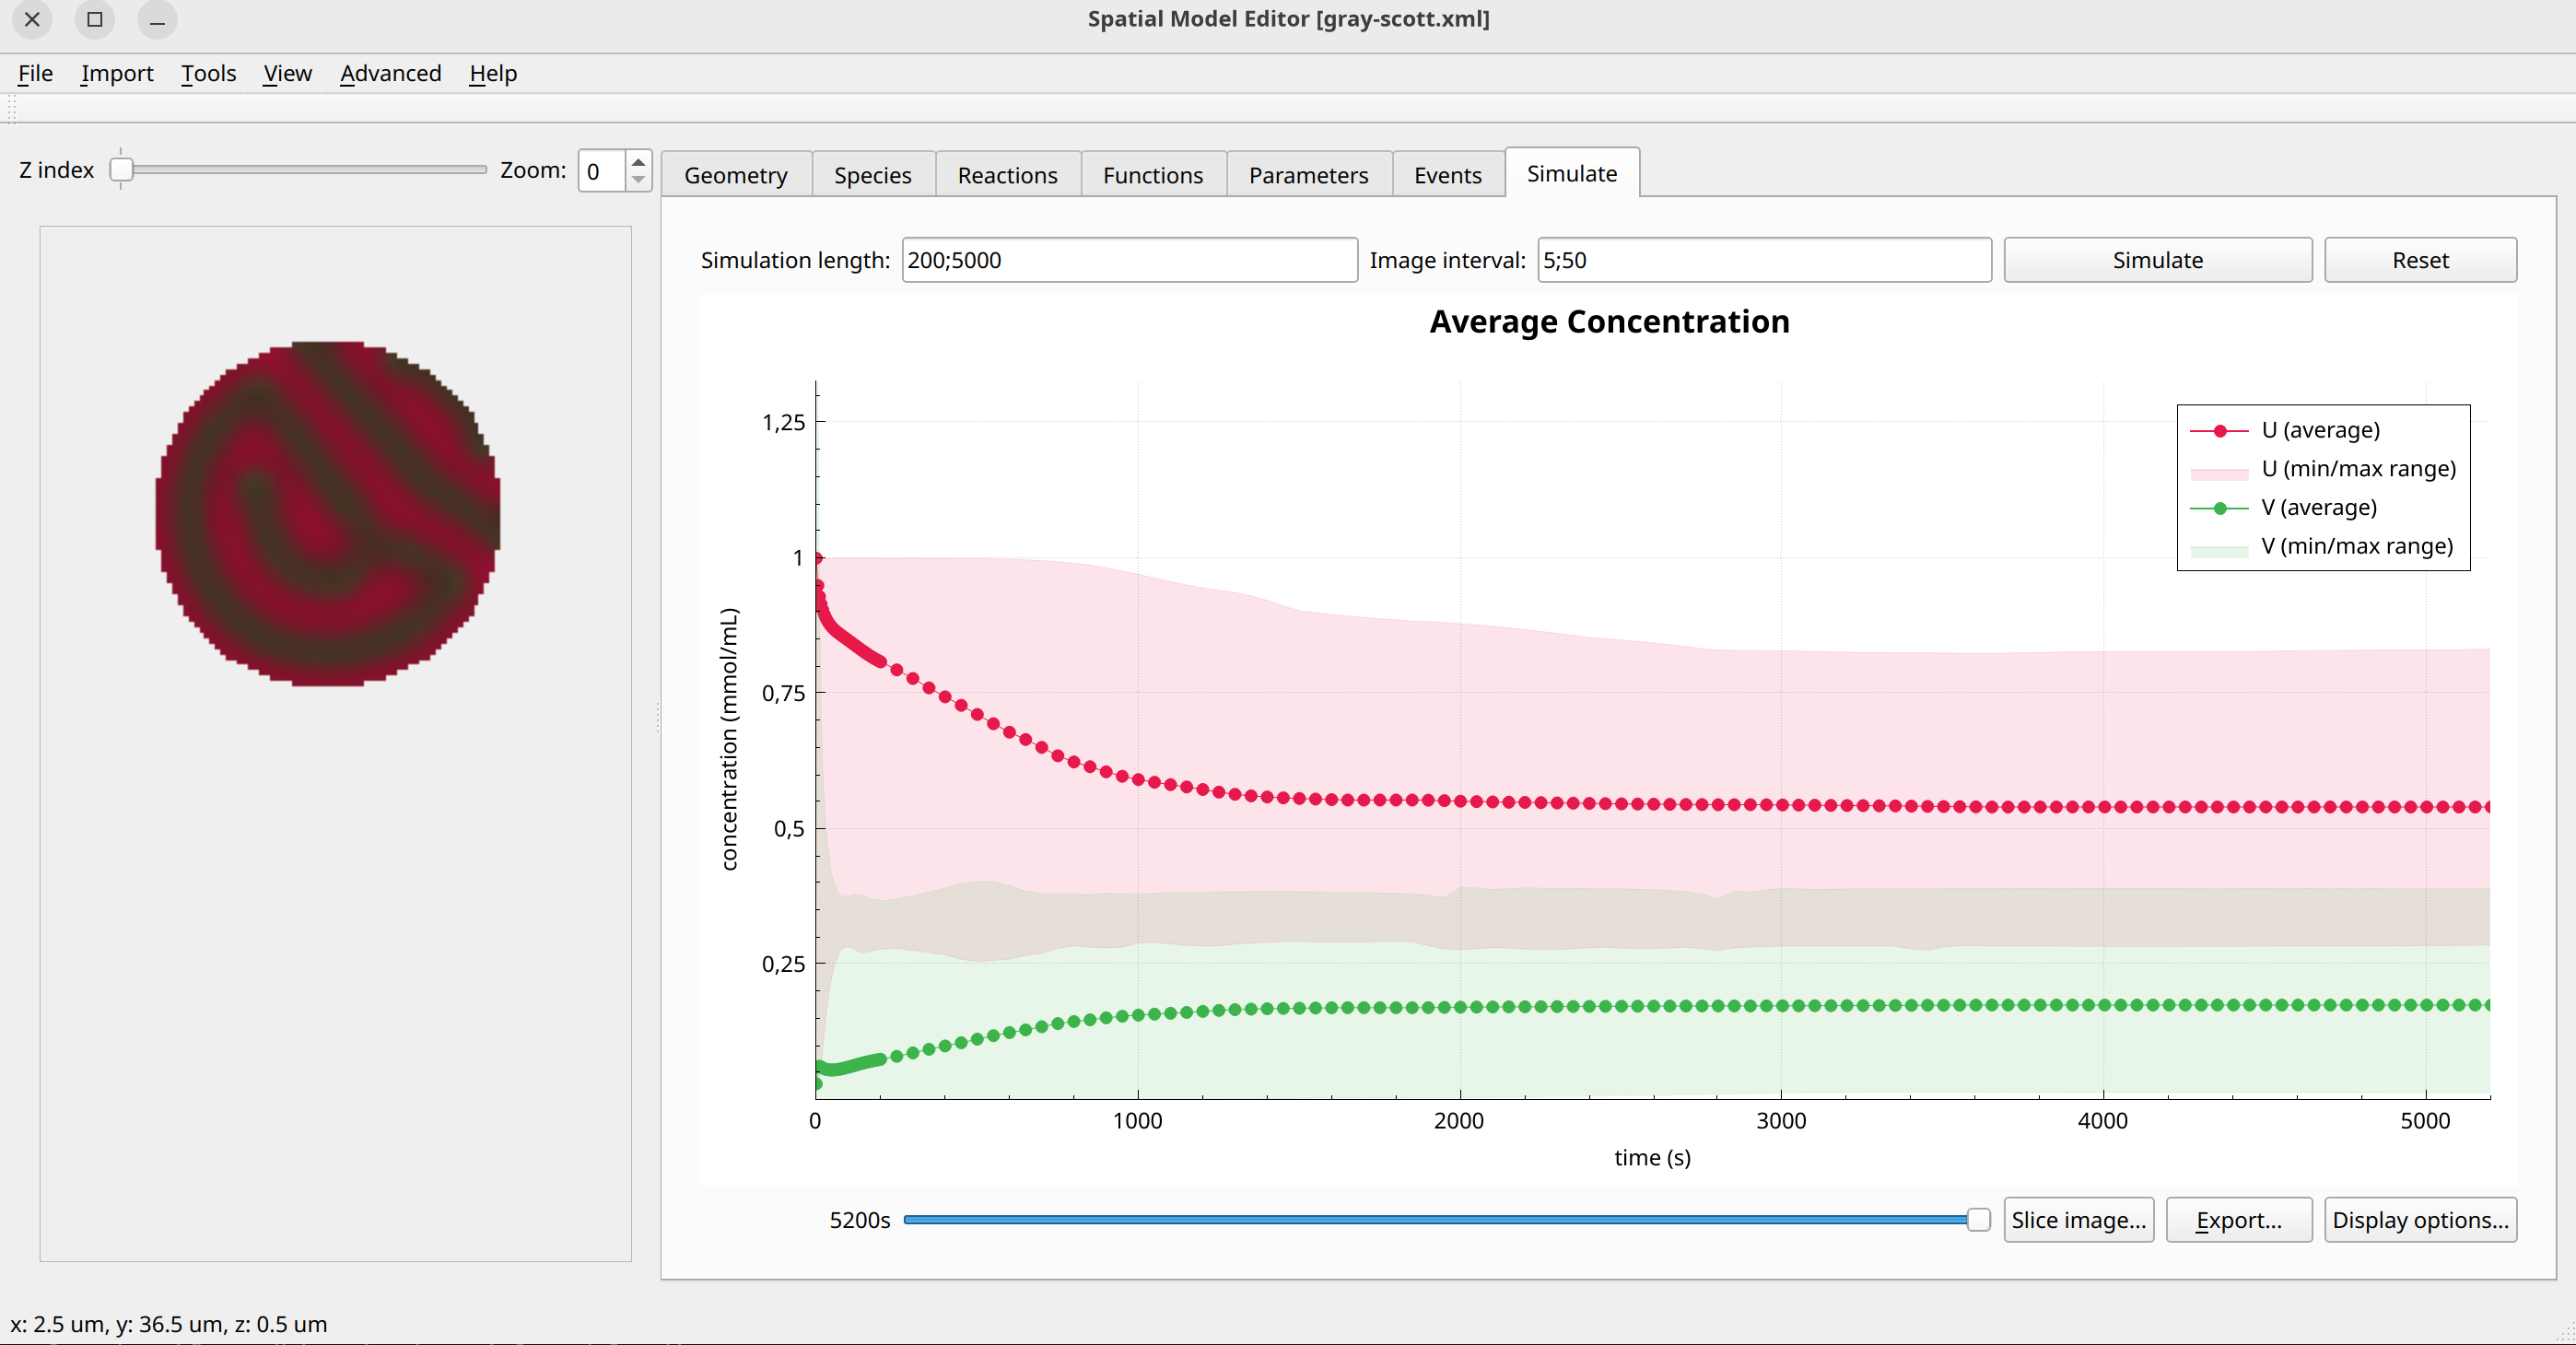 Spatial Model Editor [gray-scott.xml]
File Import Tools View Advanced Help
Z index Zoom: 0
Geometry Species Reactions Functions Parameters Events Simulate
Simulation length: 200;5000 Image interval: 5;50 Simulate Reset
Average Concentration
U (average)
U (min/max range)
V (average)
V (min/max range)
1,25
1
0,75
0,5
0,25
concentration (mmol/mL)
0 1000 2000 3000 4000 5000
time (s)
5200s Slice image... Export... Display options...
x: 2.5 um, y: 36.5 um, z: 0.5 um